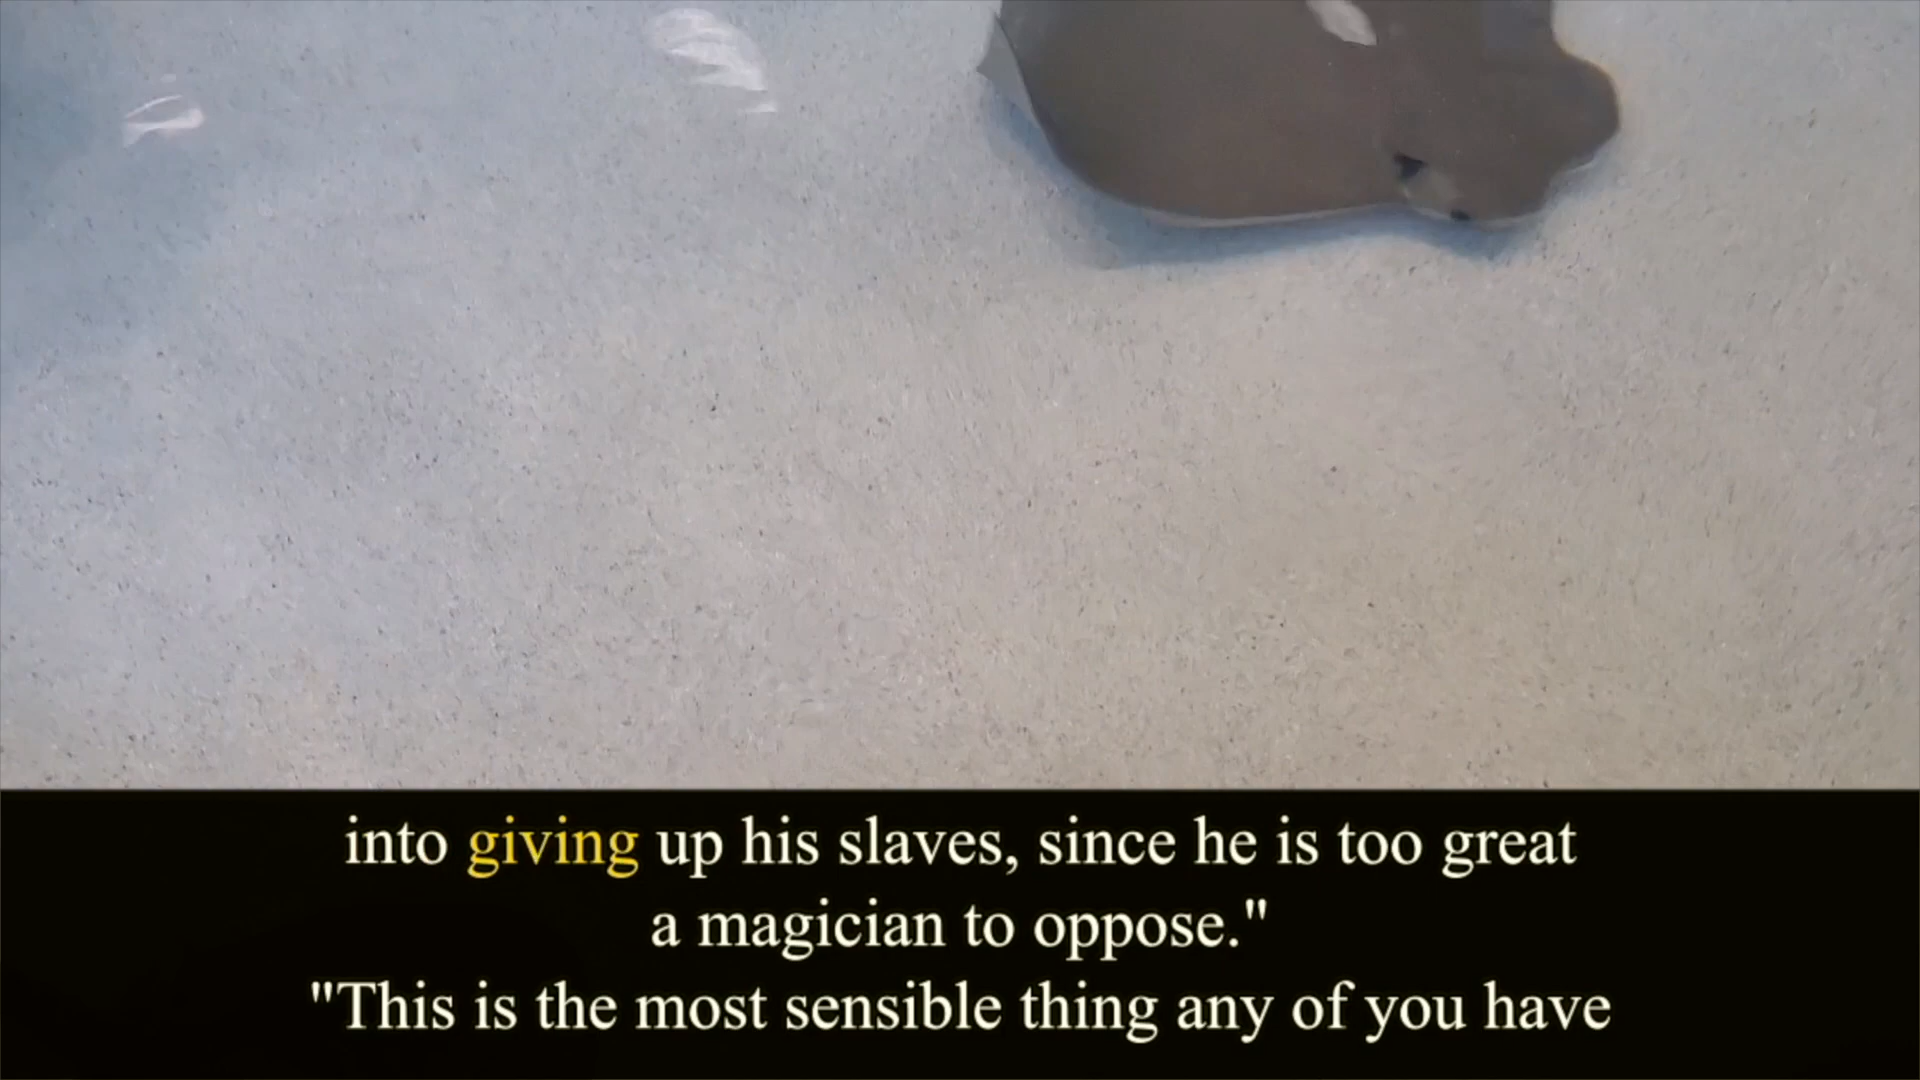 into giving up his slaves, since he is too great
a magician to oppose."
"This is the most sensible thing any of you have